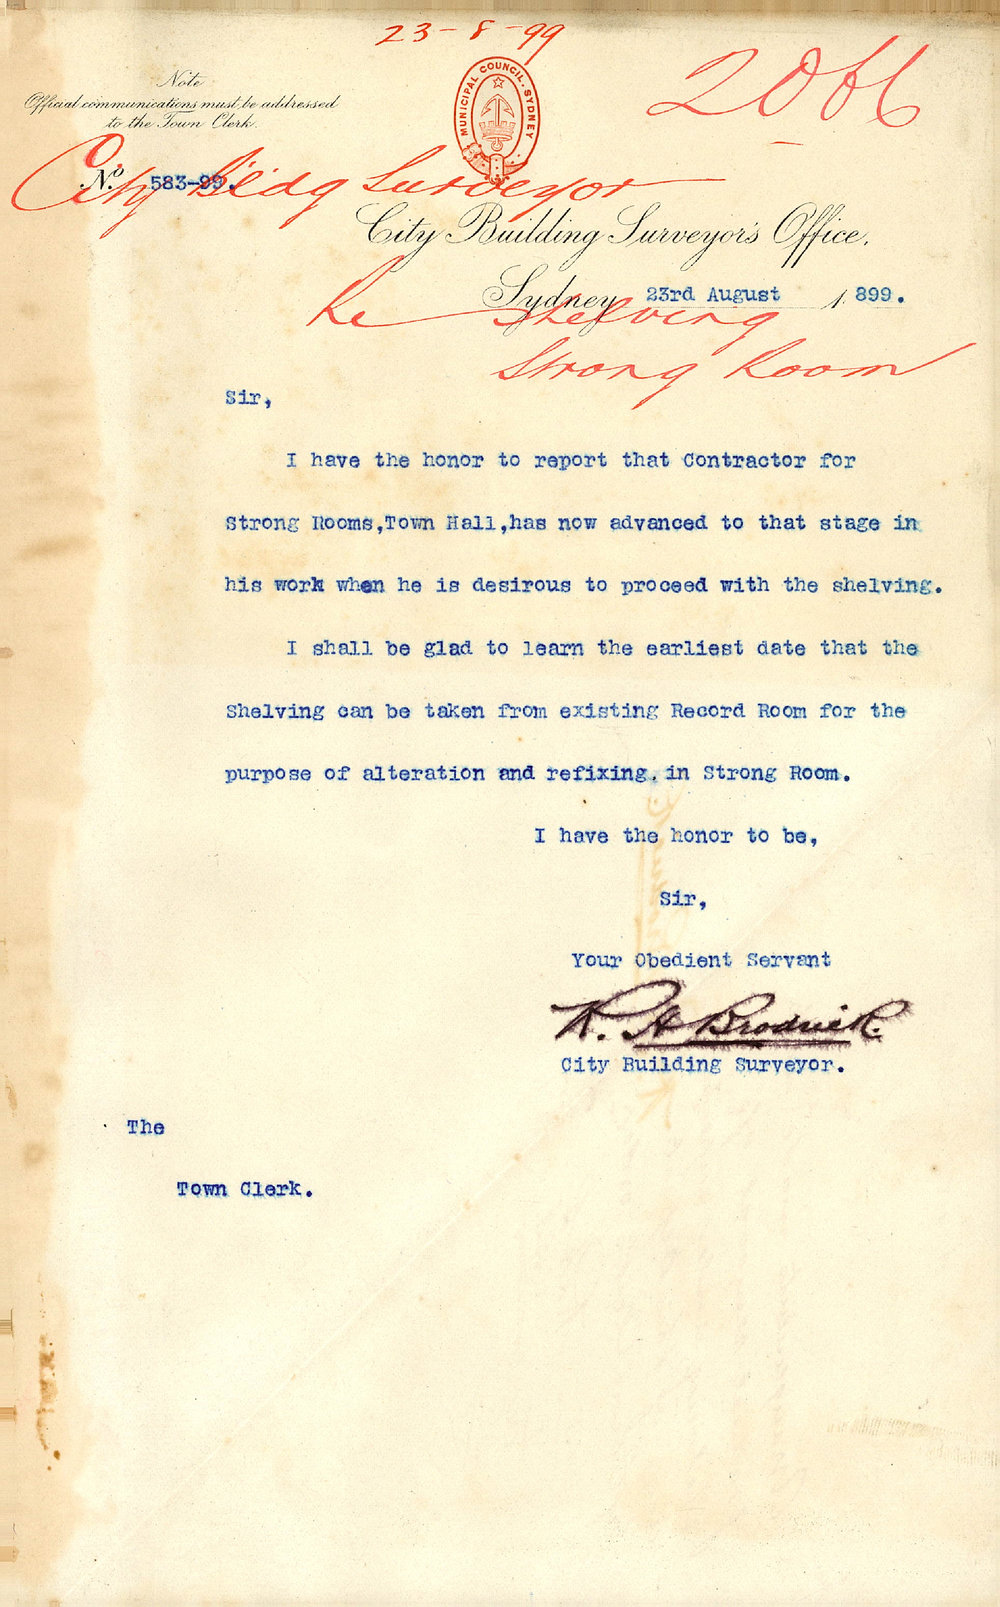 23-8-99
2066
MUNICIPAL COUNCIL. SYDNEY
Note
Official communications must be addressed
to the Town Clerk.
City Bldg Surveyor
No. 583-99.
City Building Surveyor's Office,
Sydney 23rd August 1899.
Re Shelving
Strong Room
Sir,
I have the honor to report that Contractor for
Strong Rooms,Town Hall,has now advanced to that stage in
his work when he is desirous to proceed with the shelving.
I shall be glad to learn the earliest date that the
Shelving can be taken from existing Record Room for the
purpose of alteration and refixing. in Strong Room.
I have the honor to be,
Sir,
Your Obedient Servant
R. H Brodrick.
City Building Surveyor.
The
Town Clerk.